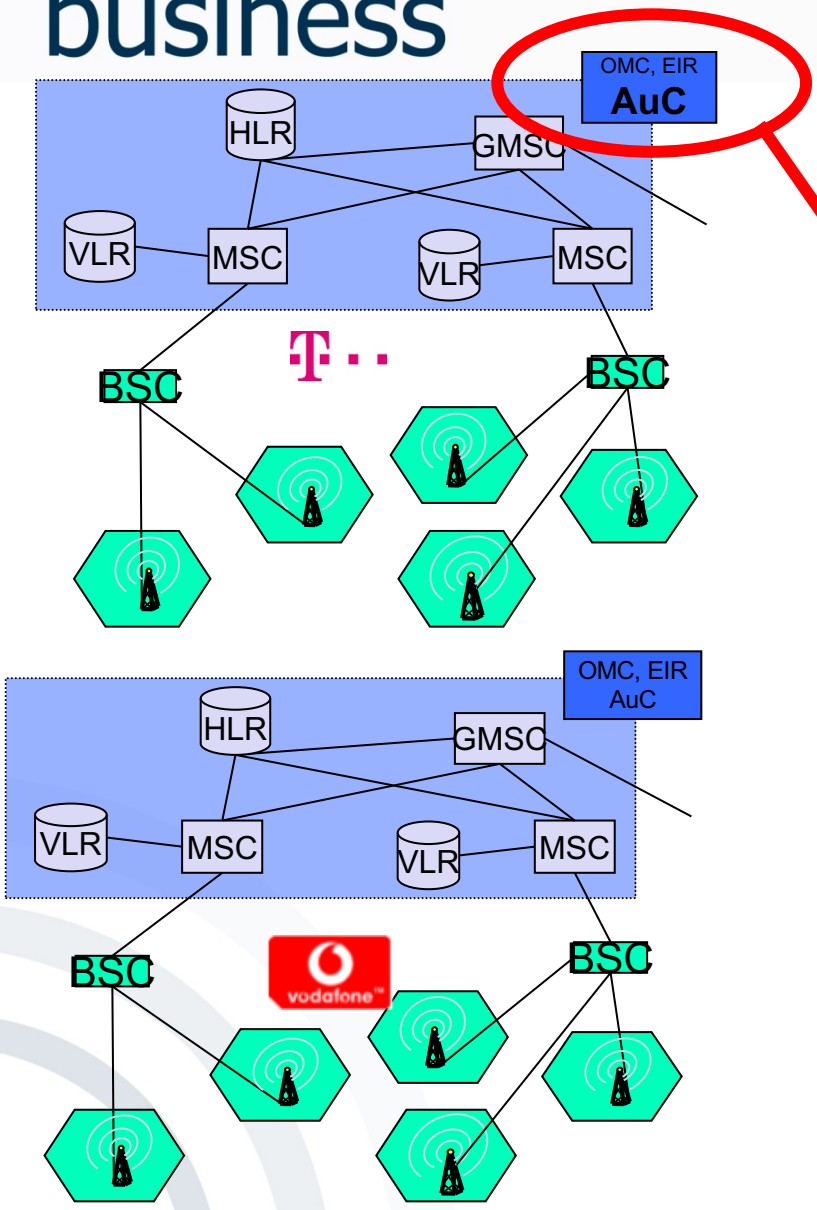 business
OMC, EIR
AuC
HLR
GMSC
VLR
MSC
VLR
MSC
T
BSC
BSC
OMC, EIR
AuC
HLR
GMSC
VLR
MSC
VLR
MSC
BSC
BSC
vodafone™